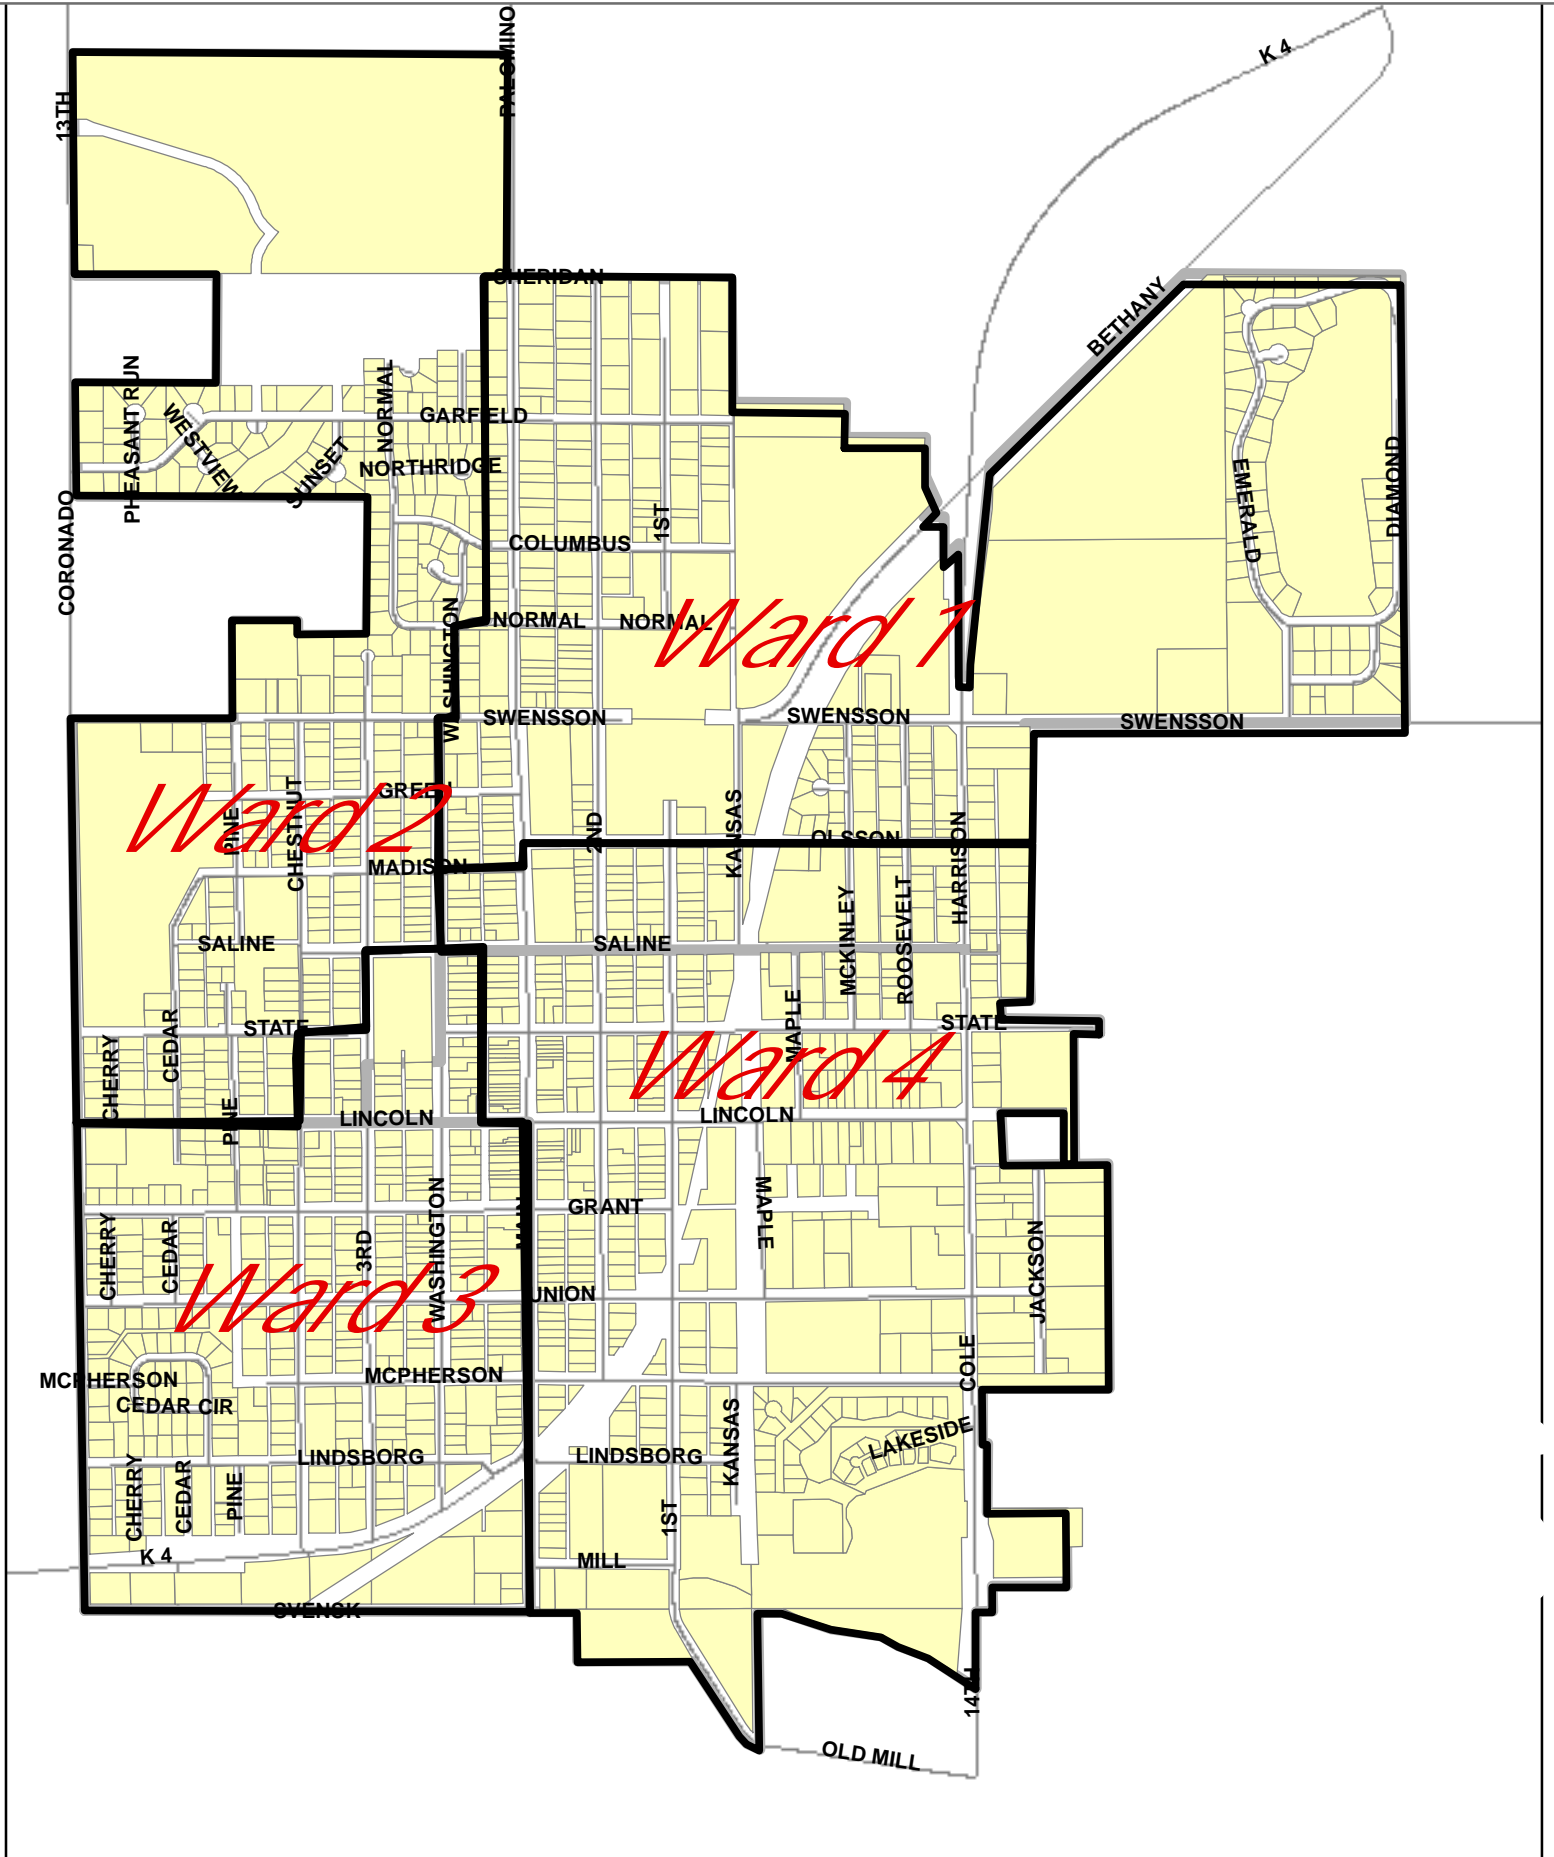 K 4
PALOMINO
13TH
SHERIDAN
BETHANY
PHEASANT RUN
NORMAL
GARFIELD
WESTVIEW
SUNSET
NORTHRIDGE
EMERALD
DIAMOND
CORONADO
1ST
COLUMBUS
NORMAL
NORMAL
WASHINGTON
Ward 1
SWENSSON
SWENSSON
SWENSSON
GREEN
Ward 2
PINE
CHESTNUT
2ND
KANSAS
OLSSON
HARRISON
MADISON
MCKINLEY
ROOSEVELT
SALINE
SALINE
MAPLE
CEDAR
STATE
STATE
CHERRY
Ward 4
PINE
LINCOLN
LINCOLN
GRANT
MAPLE
MAIN
WASHINGTON
CHERRY
CEDAR
3RD
JACKSON
Ward 3
UNION
COLE
MCPHERSON
MCPHERSON
CEDAR CIR
KANSAS
LAKESIDE
LINDSBORG
LINDSBORG
CHERRY
CEDAR
PINE
1ST
K 4
MILL
SVENSK
14TH
OLD MILL